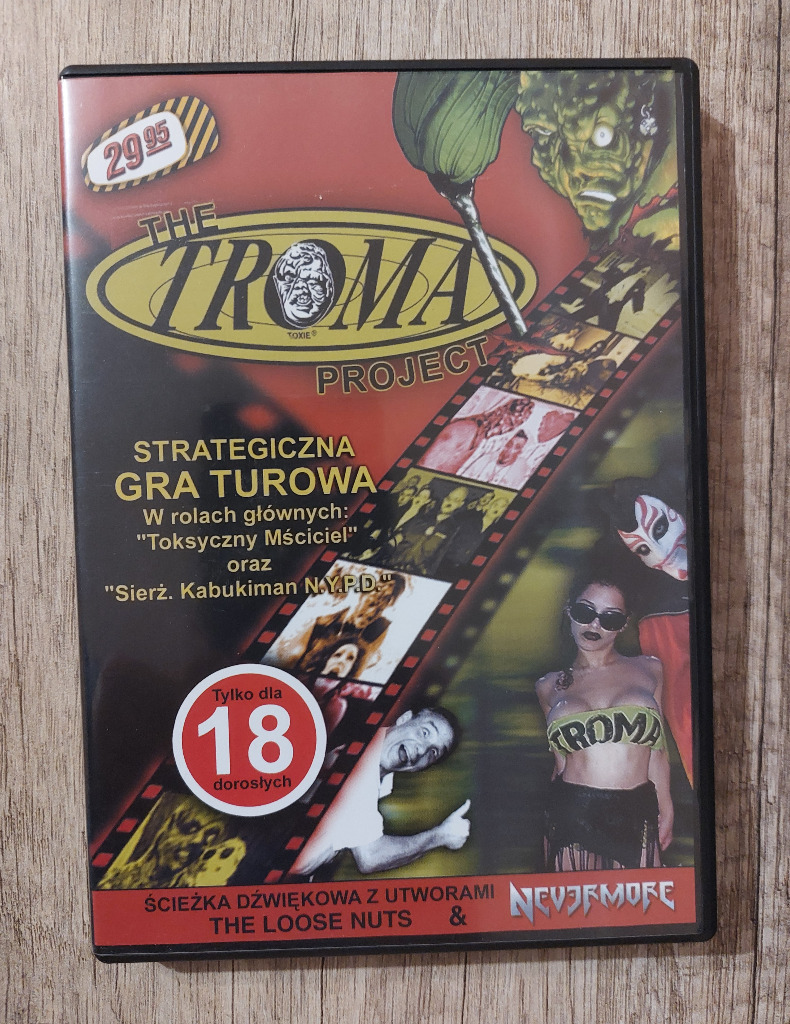 29 95
THE
TROMA
TOXIE®
PROJECT
STRATEGICZNA
GRA TUROWA
W rolach głównych:
"Toksyczny Mściciel"
oraz
"Sierż. Kabukiman N.Y.P.D."
TROMA
Tylko dla
18
dorosłych
ŚCIEŻKA DŹWIĘKOWA Z UTWORAMI
THE LOOSE NUTS & NEVERMORE